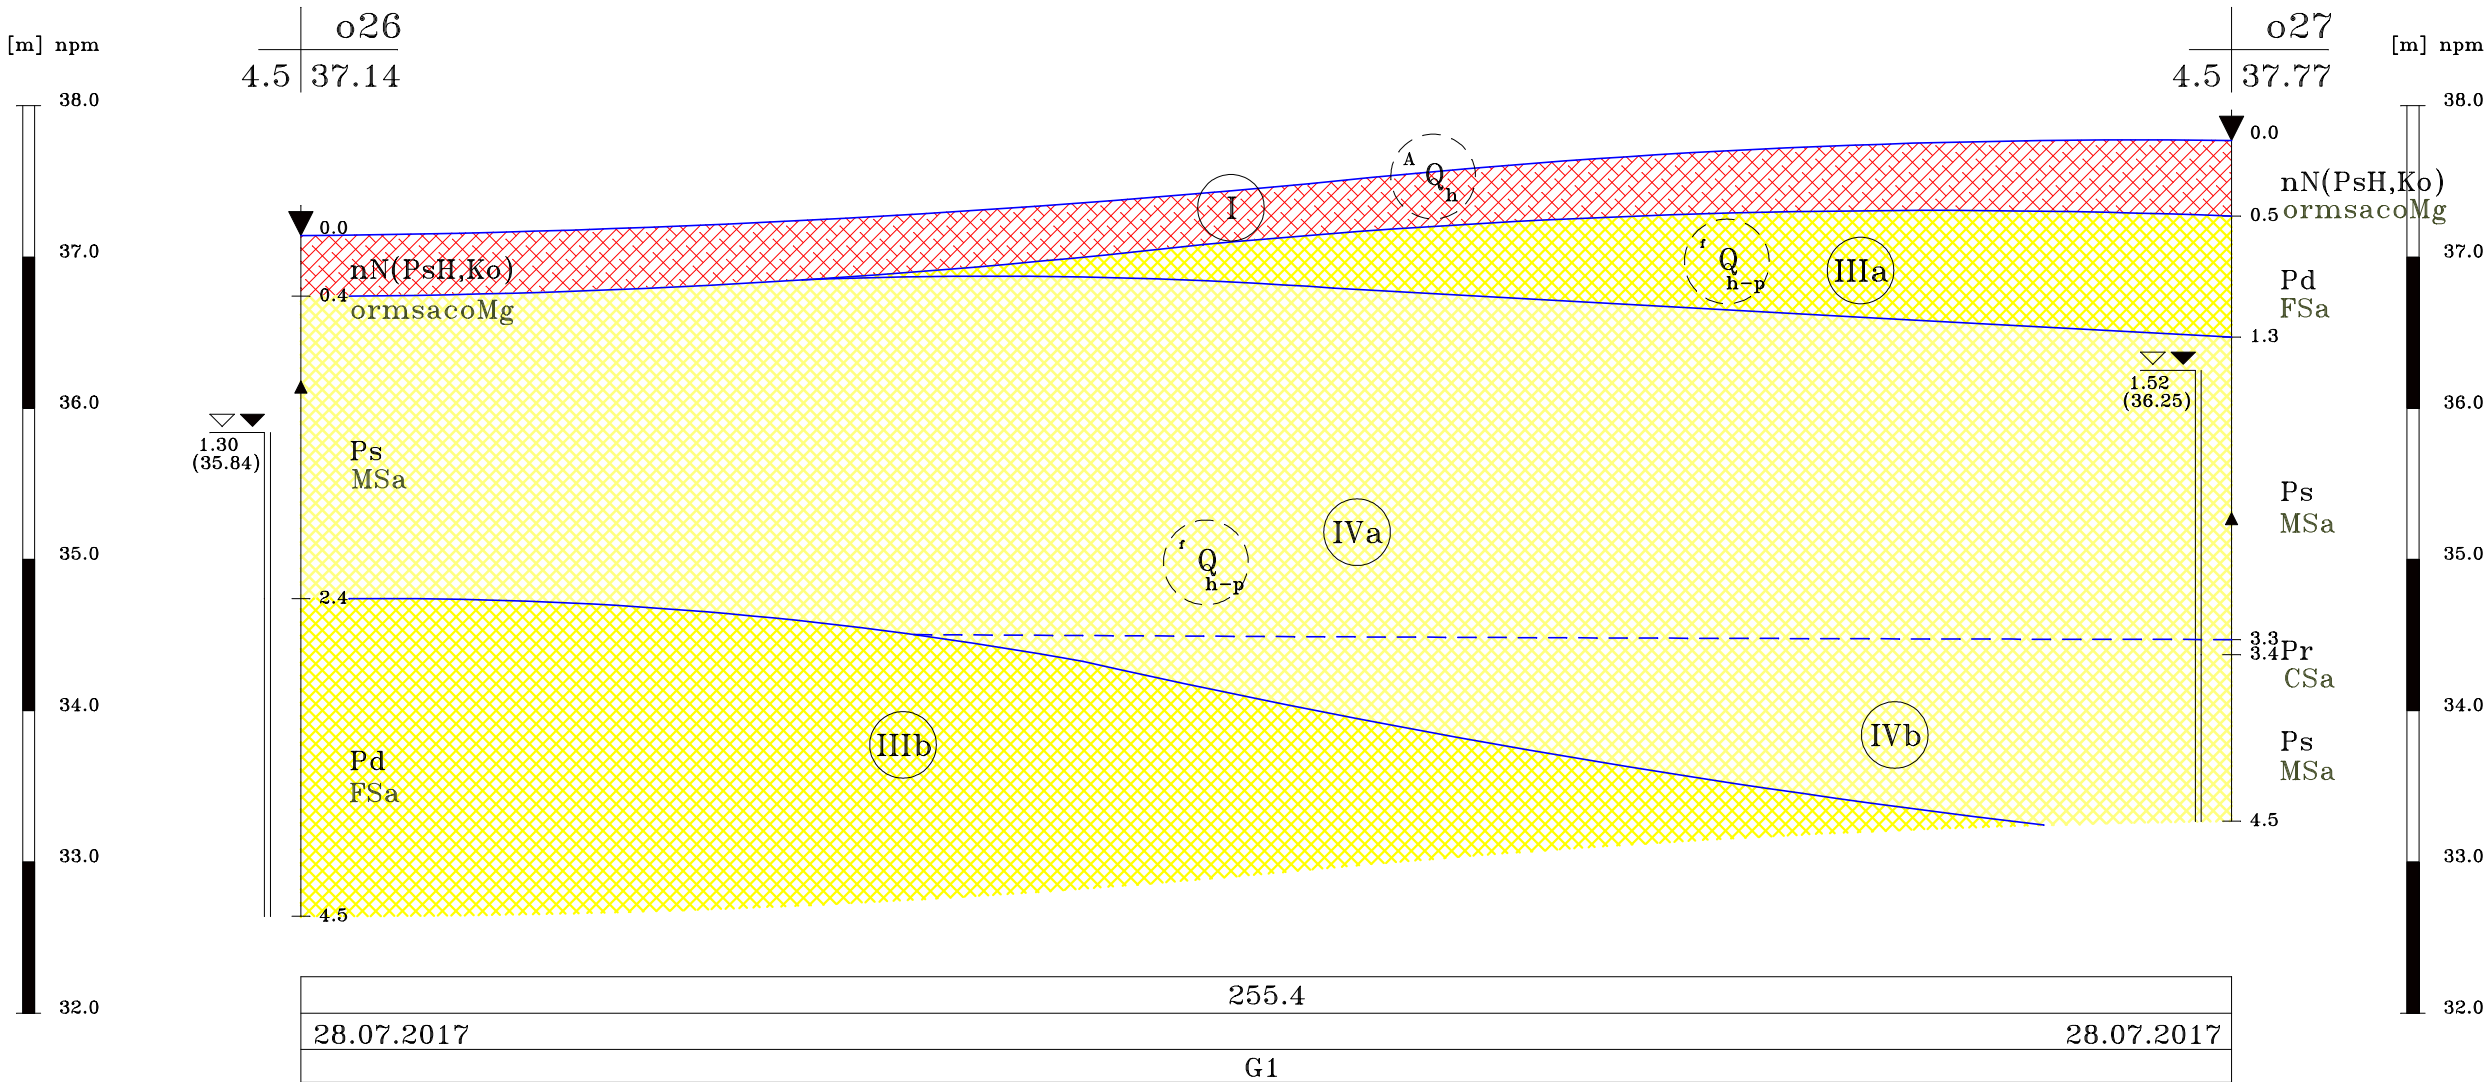 o26
4.5 37.14
o27
4.5 37.77
[m] npm
38.0
37.0
36.0
35.0
34.0
33.0
32.0
0.0
nN(PsH,Ko)
0.4
ormsacoMg
1.30
(35.84)
Ps
MSa
2.4
Pd
FSa
4.5
I
A Q h
f Q h-p
IIIa
IVa
f Q h-p
IIIb
IVb
0.0
nN(PsH,Ko)
0.5
ormsacoMg
Pd
FSa
1.3
1.52
(36.25)
Ps
MSa
3.3
3.4 Pr
CSa
Ps
MSa
4.5
[m] npm
38.0
37.0
36.0
35.0
34.0
33.0
32.0
255.4
28.07.2017 28.07.2017
G1